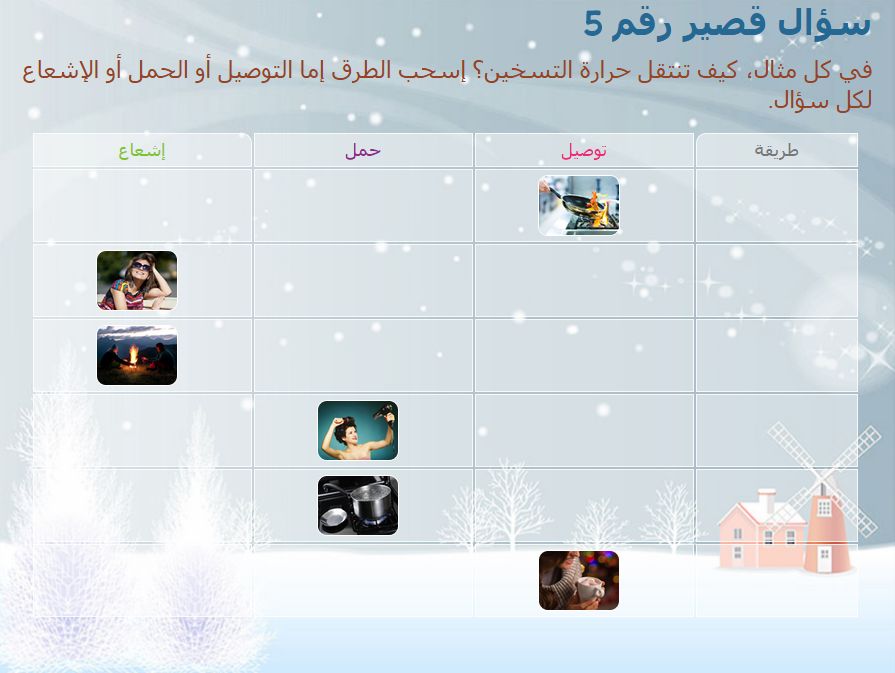 سؤال قصير رقم 5
في كل مثال، كيف تنتقل حرارة التسخين؟ إسحب الطرق إما التوصيل أو الحمل أو الإشعاع
لكل سؤال.
طريقة توصيل حمل إشعاع